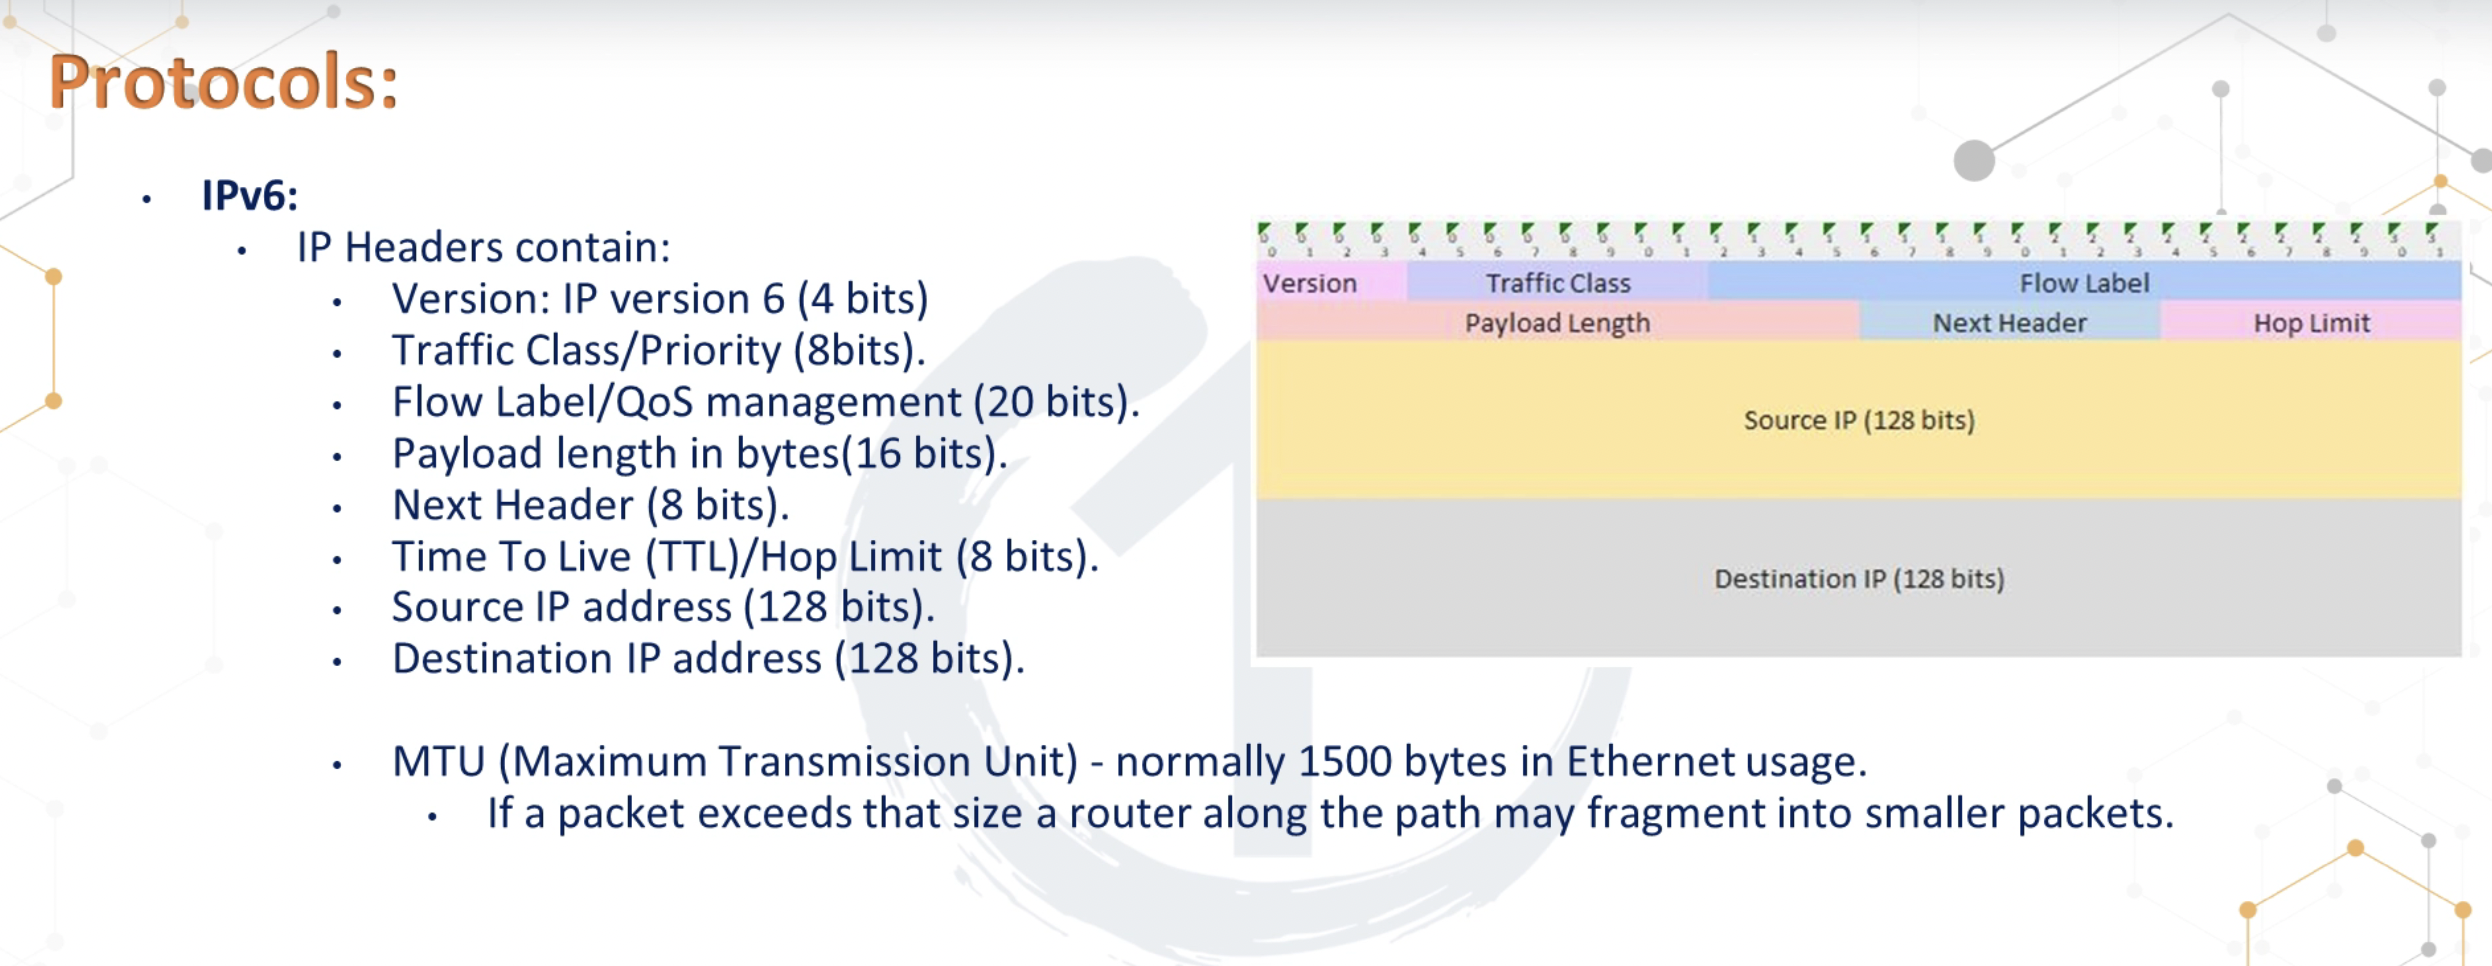 Protocols:
• IPv6:
• IP Headers contain:
• Version: IP version 6 (4 bits)
• Traffic Class/Priority (8bits).
• Flow Label/QoS management (20 bits).
• Payload length in bytes(16 bits).
• Next Header (8 bits).
• Time To Live (TTL)/Hop Limit (8 bits).
• Source IP address (128 bits).
• Destination IP address (128 bits).
• MTU (Maximum Transmission Unit) - normally 1500 bytes in Ethernet usage.
• If a packet exceeds that size a router along the path may fragment into smaller packets.
0 1 2 3 4 5 6 7 8 9 0 1 2 3 4 5 6 7 8 9 0 1 2 3 4 5 6 7 8 9 0 1
Version Traffic Class Flow Label
Payload Length Next Header Hop Limit
Source IP (128 bits)
Destination IP (128 bits)